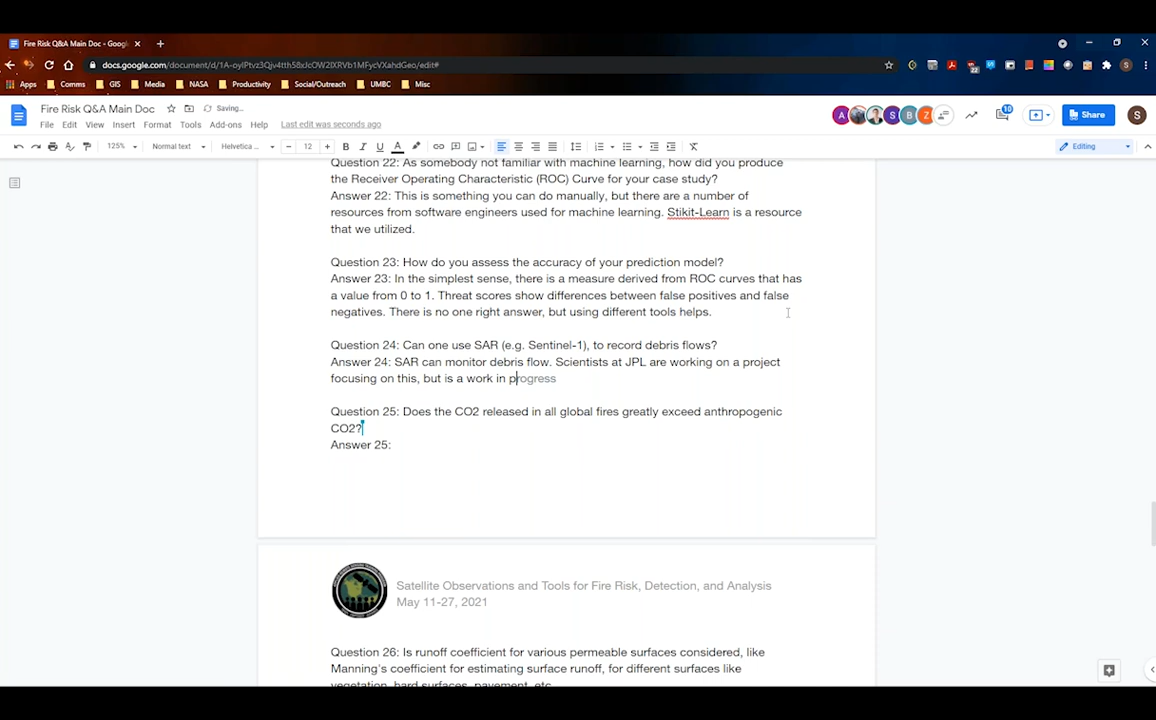 Fire Risk Q&A Main Doc - Googl
docs.google.com/document/d/
Apps Comms GIS Media NASA Productivity Social/Outreach UMBC Misc
Fire Risk Q&A Main Doc Saving…
File Edit View Insert Format Tools Add-ons Help Last edit was seconds ago
10 Share S
125% Normal text Helvetica ... 12 Editing
Question 22: As somebody not familiar with machine learning, how did you produce
the Receiver Operating Characteristic (ROC) Curve for your case study?
Answer 22: This is something you can do manually, but there are a number of
resources from software engineers used for machine learning. Stikit-Learn is a resource
that we utilized.
Question 23: How do you assess the accuracy of your prediction model?
Answer 23: In the simplest sense, there is a measure derived from ROC curves that has
a value from 0 to 1. Threat scores show differences between false positives and false
negatives. There is no one right answer, but using different tools helps.
Question 24: Can one use SAR (e.g. Sentinel-1), to record debris flows?
Answer 24: SAR can monitor debris flow. Scientists at JPL are working on a project
focusing on this, but is a work in progress
Question 25: Does the CO2 released in all global fires greatly exceed anthropogenic
CO2?
Answer 25:
Satellite Observations and Tools for Fire Risk, Detection, and Analysis
May 11-27, 2021
Question 26: Is runoff coefficient for various permeable surfaces considered, like
Manning's coefficient for estimating surface runoff, for different surfaces like
vegetation, hard surfaces, pavement, etc